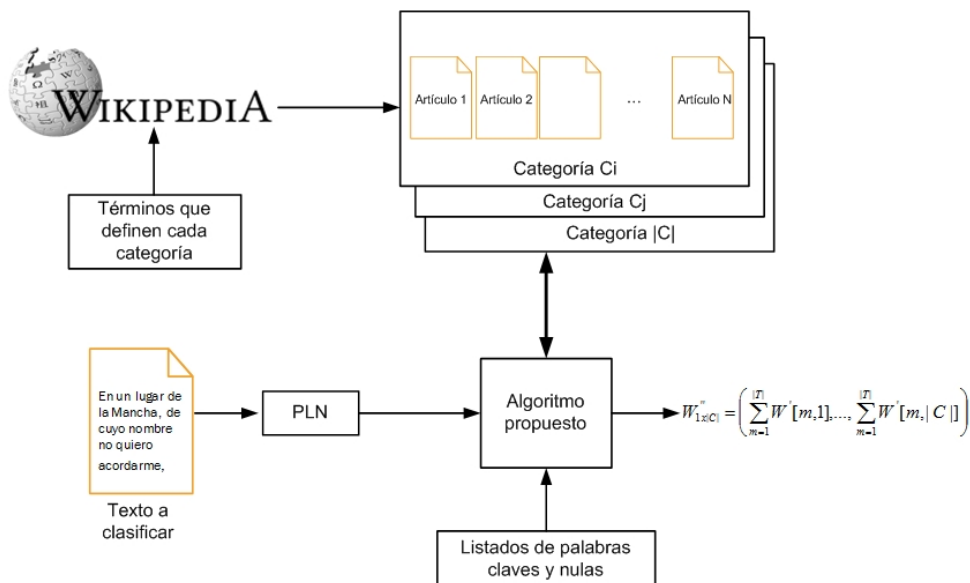 WIKIPEDIA
Artículo 1
Artículo 2
...
Artículo N
Categoría Ci
Categoría Cj
Categoría |C|
Términos que
definen cada
categoría
En un lugar de
la Mancha, de
cuyo nombre
no quiero
acordarme,
Texto a
clasificar
PLN
Algoritmo
propuesto
W''1x|C| = ( |T| ∑ m=1 W'[m,1],..., |T| ∑ m=1 W'[m,| C |] )
Listados de palabras
claves y nulas